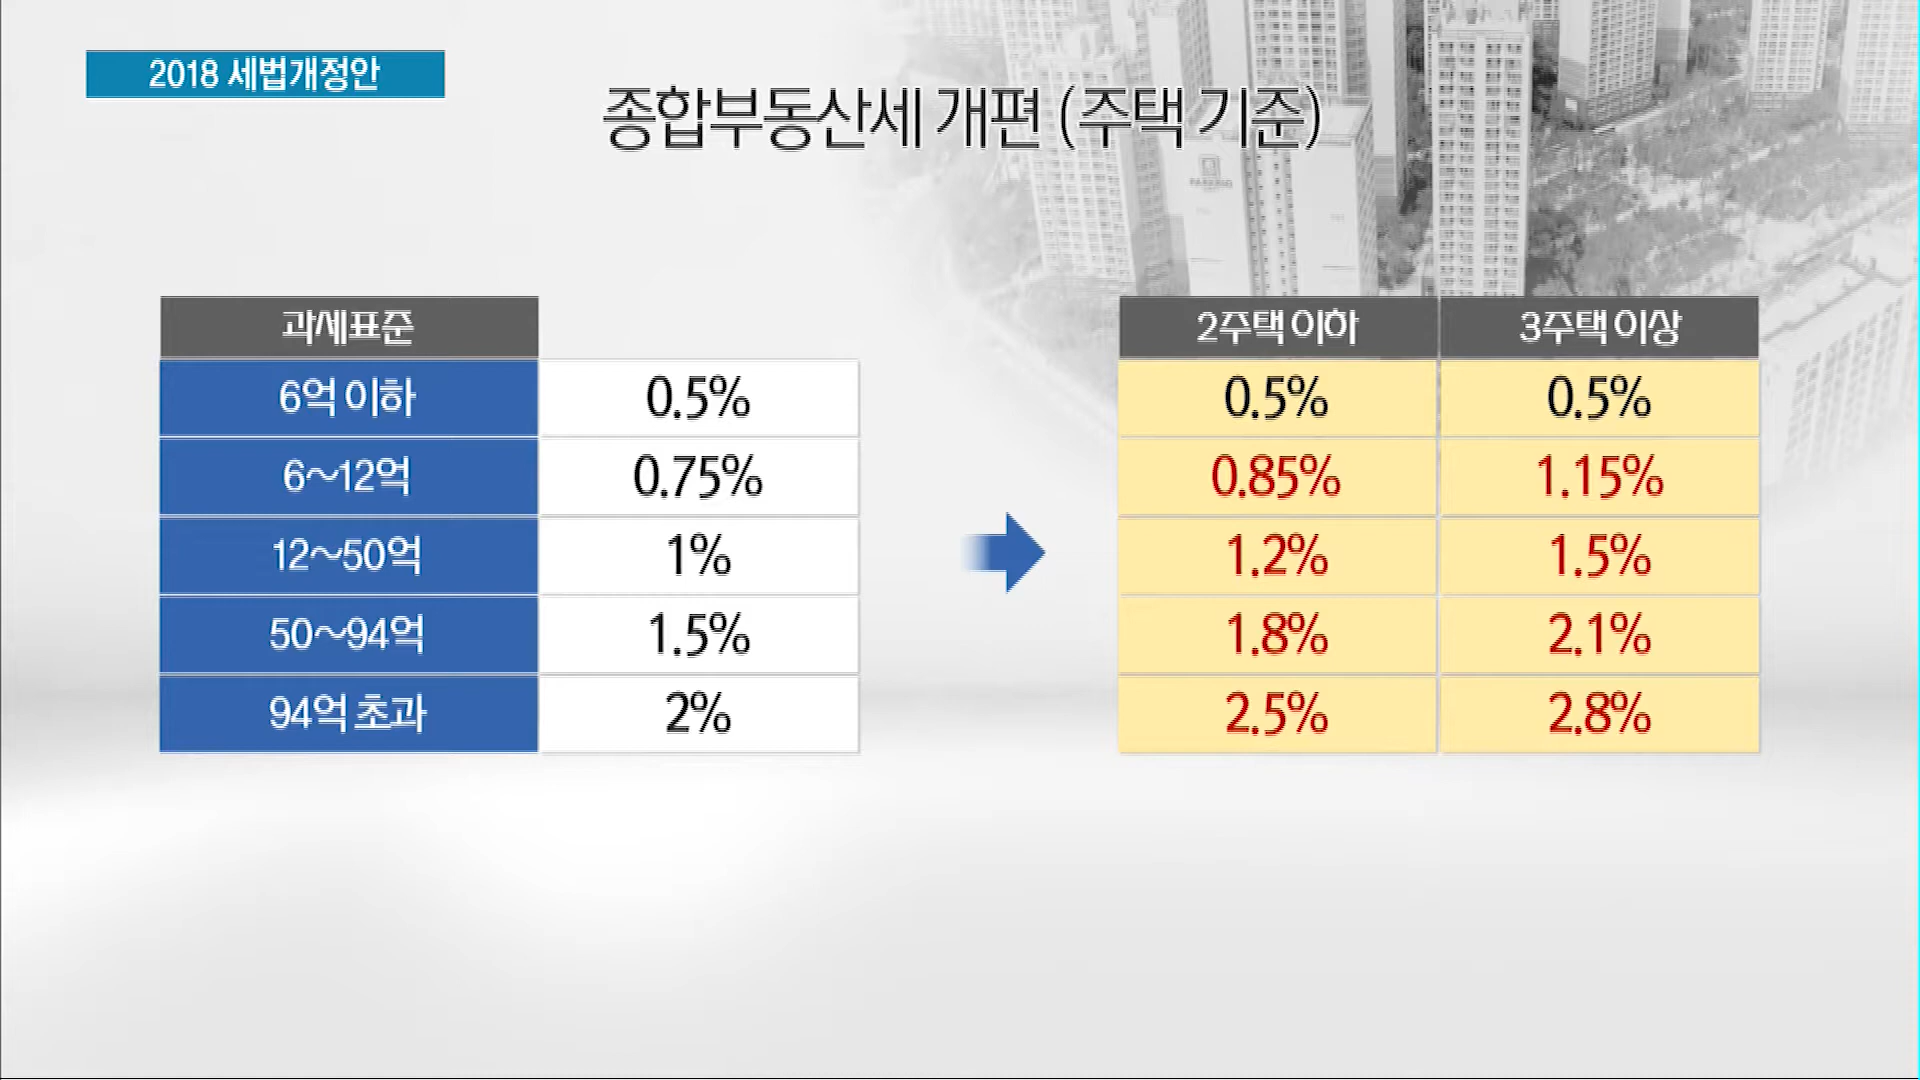 2018 세법개정안
종합부동산세 개편 (주택 기준)
과세표준 2주택 이하 3주택 이상
6억 이하 0.5% 0.5% 0.5%
6~12억 0.75% 0.85% 1.15%
12~50억 1% 1.2% 1.5%
50~94억 1.5% 1.8% 2.1%
94억 초과 2% 2.5% 2.8%